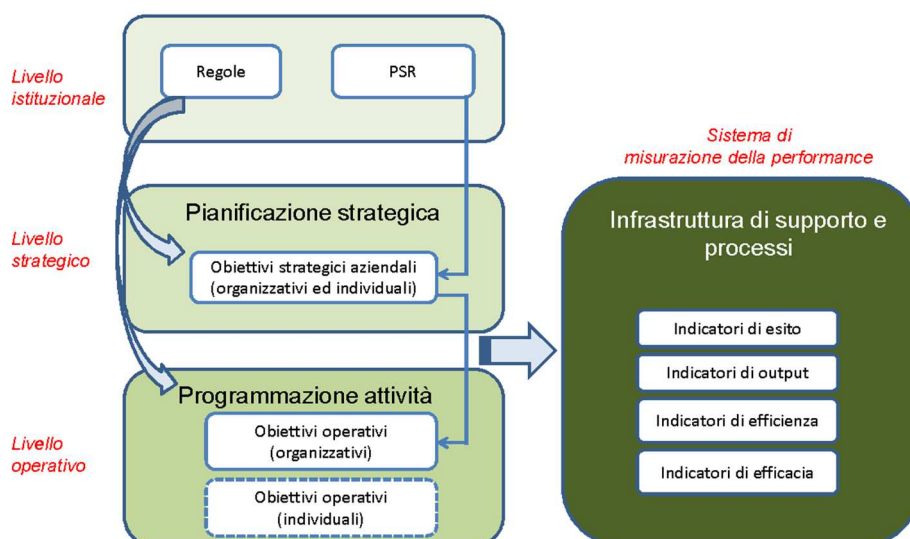 Livello
istituzionale
Regole
PSR
Livello
strategico
Pianificazione strategica
Obiettivi strategici aziendali
(organizzativi ed individuali)
Livello
operativo
Programmazione attività
Obiettivi operativi
(organizzativi)
Obiettivi operativi
(individuali)
Sistema di
misurazione della performance
Infrastruttura di supporto e
processi
Indicatori di esito
Indicatori di output
Indicatori di efficienza
Indicatori di efficacia